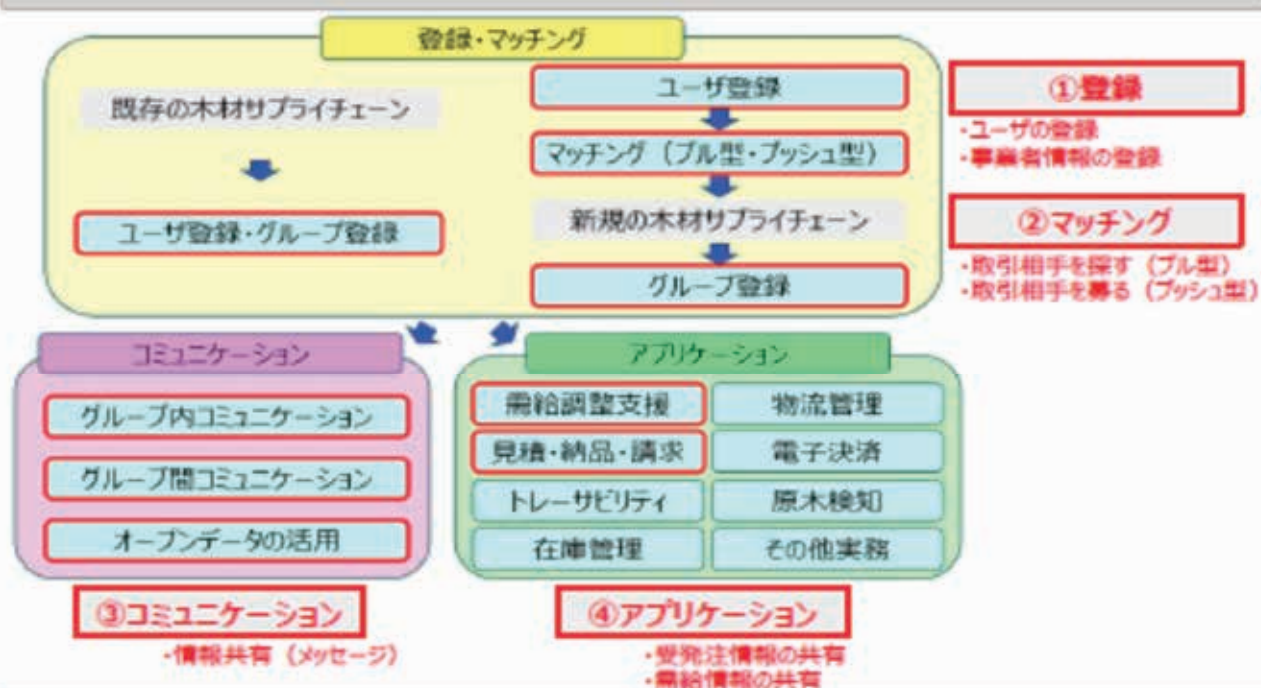 登録・マッチング
既存の木材サプライチェーン
ユーザ登録・グループ登録
ユーザ登録
マッチング（プル型・プッシュ型）
新規の木材サプライチェーン
グループ登録
①登録
・ユーザの登録
・事業者情報の登録
②マッチング
・取引相手を探す（プル型）
・取引相手を募る（プッシュ型）
コミュニケーション
グループ内コミュニケーション
グループ間コミュニケーション
オープンデータの活用
③コミュニケーション
・情報共有（メッセージ）
アプリケーション
需給調整支援
物流管理
見積・納品・請求
電子決済
トレーサビリティ
原木検知
在庫管理
その他実務
④アプリケーション
・受発注情報の共有
・需給情報の共有